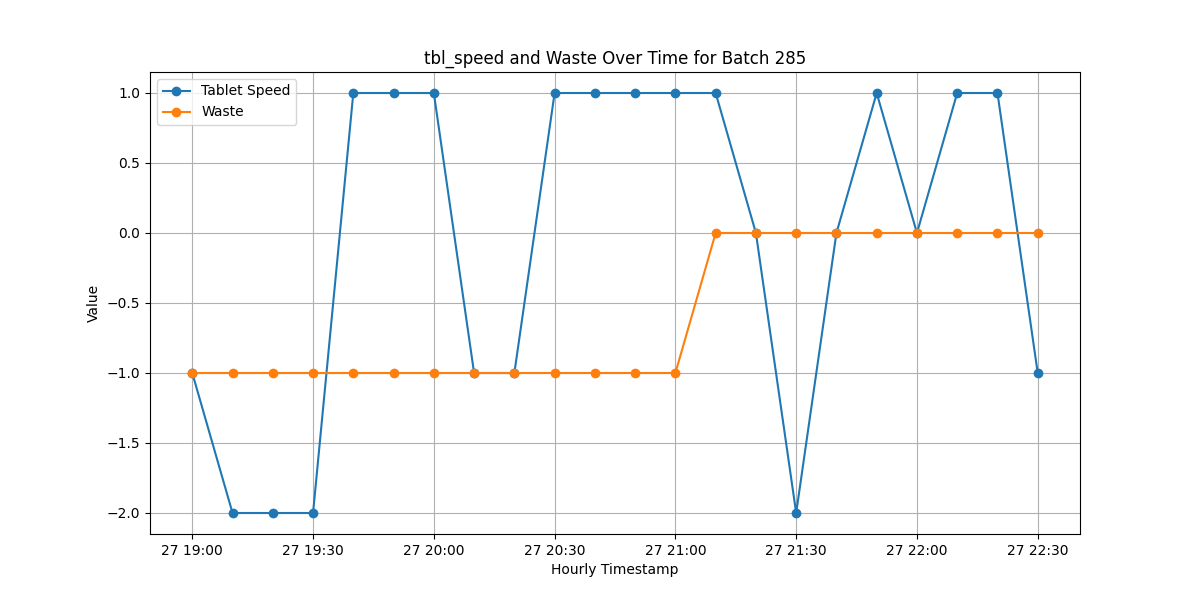 tbl_speed and Waste Over Time for Batch 285
Tablet Speed
Waste
Value
1.0
0.5
0.0
−0.5
−1.0
−1.5
−2.0
27 19:00 27 19:30 27 20:00 27 20:30 27 21:00 27 21:30 27 22:00 27 22:30
Hourly Timestamp